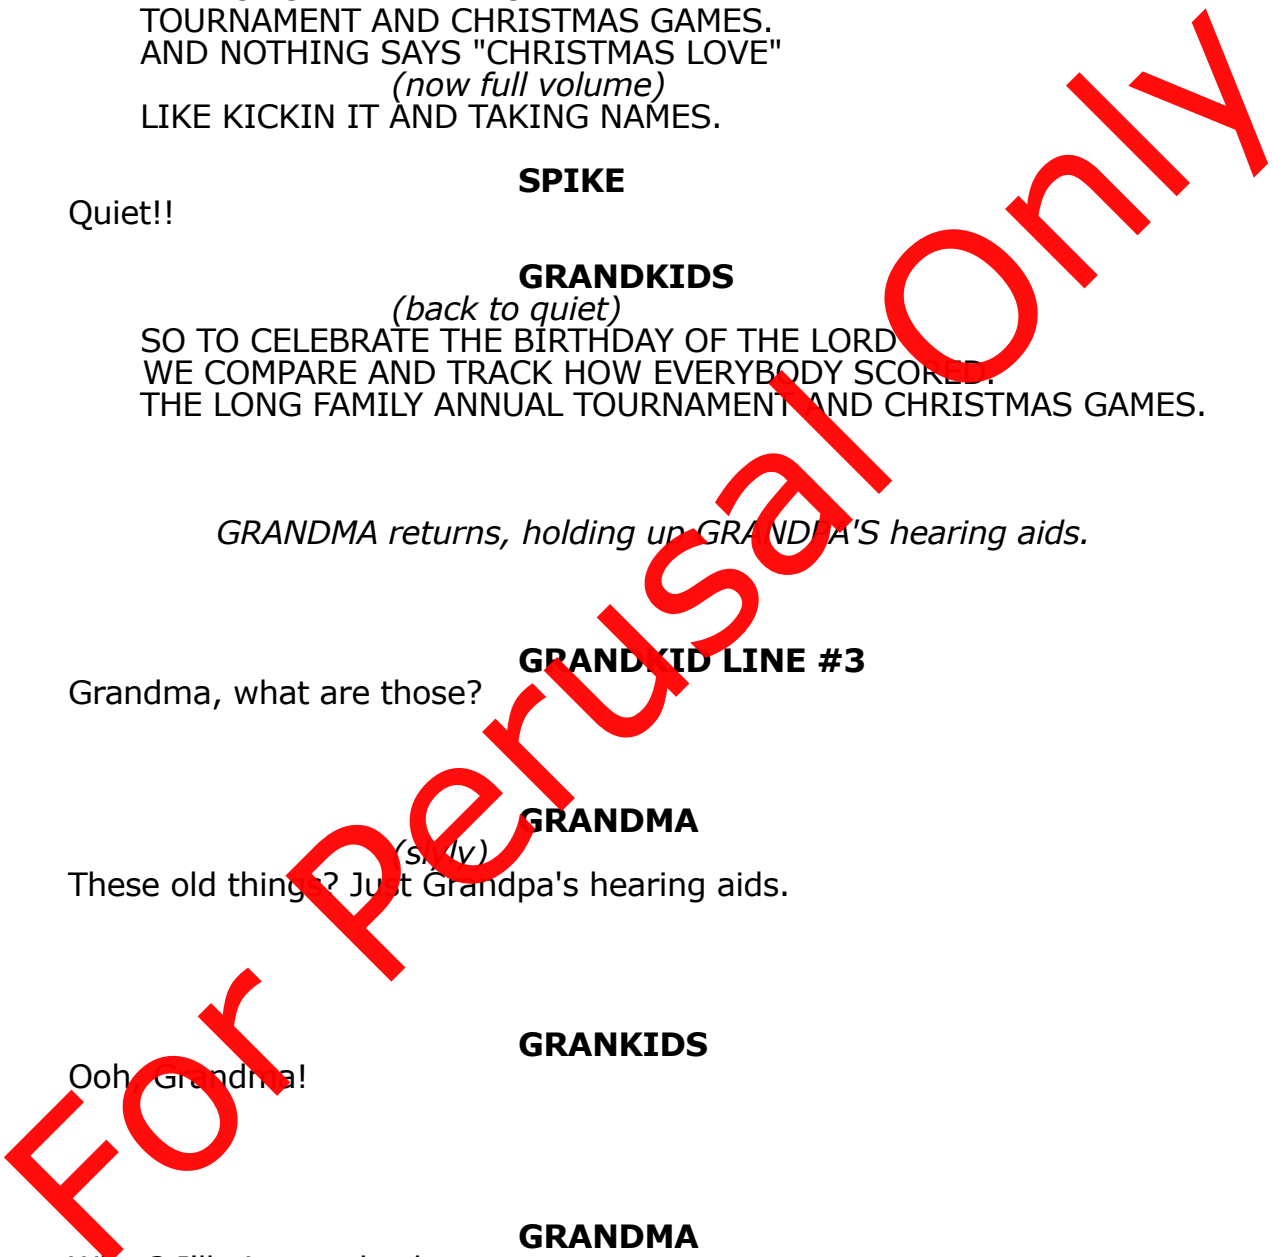 TOURNAMENT AND CHRISTMAS GAMES.
AND NOTHING SAYS "CHRISTMAS LOVE"
(now full volume)
LIKE KICKIN IT AND TAKING NAMES.
SPIKE
Quiet!!
GRANDKIDS
(back to quiet)
SO TO CELEBRATE THE BIRTHDAY OF THE LORD
WE COMPARE AND TRACK HOW EVERYBODY SCORED.
THE LONG FAMILY ANNUAL TOURNAMENT AND CHRISTMAS GAMES.
GRANDMA returns, holding up GRANDPA'S hearing aids.
GRANDKID LINE #3
Grandma, what are those?
GRANDMA
(slyly)
These old things? Just Grandpa's hearing aids.
GRANKIDS
Ooh, Grandma!
GRANDMA
For Perusal Only